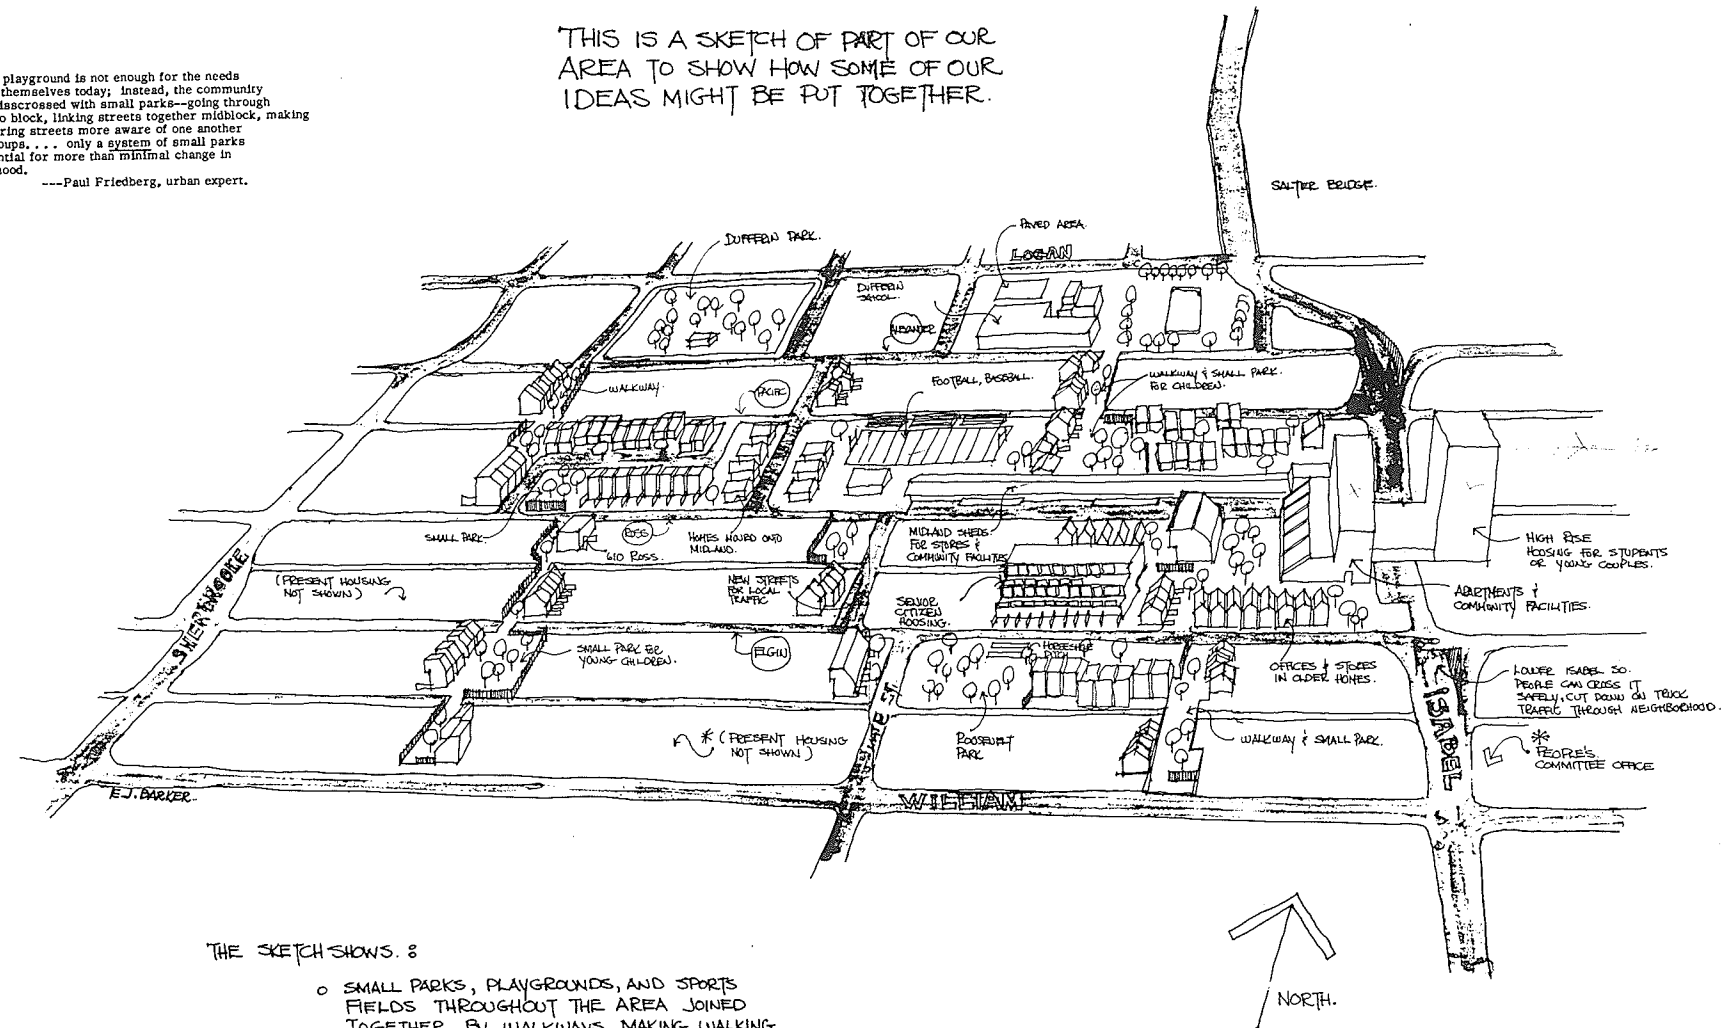 THIS IS A SKETCH OF PART OF OUR
AREA TO SHOW HOW SOME OF OUR
IDEAS MIGHT BE PUT TOGETHER.
playground is not enough for the needs
themselves today; instead, the community
isscrossed with small parks--going through
o block, linking streets together midblock, making
ring streets more aware of one another
oups. . . . only a system of small parks
ntial for more than minimal change in
ood.
---Paul Friedberg, urban expert.
SALTER BRIDGE.
DUFFERIN PARK.
PAVED AREA.
LOGAN
DUFFERIN
SCHOOL.
ALEXANDER
WALKWAY.
PACIFIC
FOOTBALL, BASEBALL.
WALKWAY & SMALL PARK.
FOR CHILDREN.
SMALL PARK.
ROSS
610 ROSS.
HOMES MOVED ONTO
MIDLAND.
MIDLAND SHEDS.
FOR STORES &
COMMUNITY FACILITIES
HIGH RISE
HOUSING FOR STUDENTS
OR YOUNG COUPLES.
SHERBROOKE
(PRESENT HOUSING
NOT SHOWN)
NEW STREETS
FOR LOCAL
TRAFFIC
SENIOR
CITIZEN
HOUSING.
APARTMENTS &
COMMUNITY FACILITIES.
SMALL PARK FOR
YOUNG CHILDREN.
ELGIN
HORSESHOE
PITCH
OFFICES & STORES
IN OLDER HOMES.
LOWER ISABEL SO
PEOPLE CAN CROSS IT
SAFELY, CUT DOWN ON TRUCK
TRAFFIC THROUGH NEIGHBORHOOD.
ISABEL ST.
* (PRESENT HOUSING
NOT SHOWN)
ROOSEVELT
PARK
WALKWAY & SMALL PARK.
*
PEOPLE'S
COMMITTEE OFFICE
E.J. BARKER.
WILLIAM
THE SKETCH SHOWS. :
o SMALL PARKS, PLAYGROUNDS, AND SPORTS
FIELDS THROUGHOUT THE AREA JOINED
TOGETHER BY WALKWAYS MAKING WALKING
NORTH.